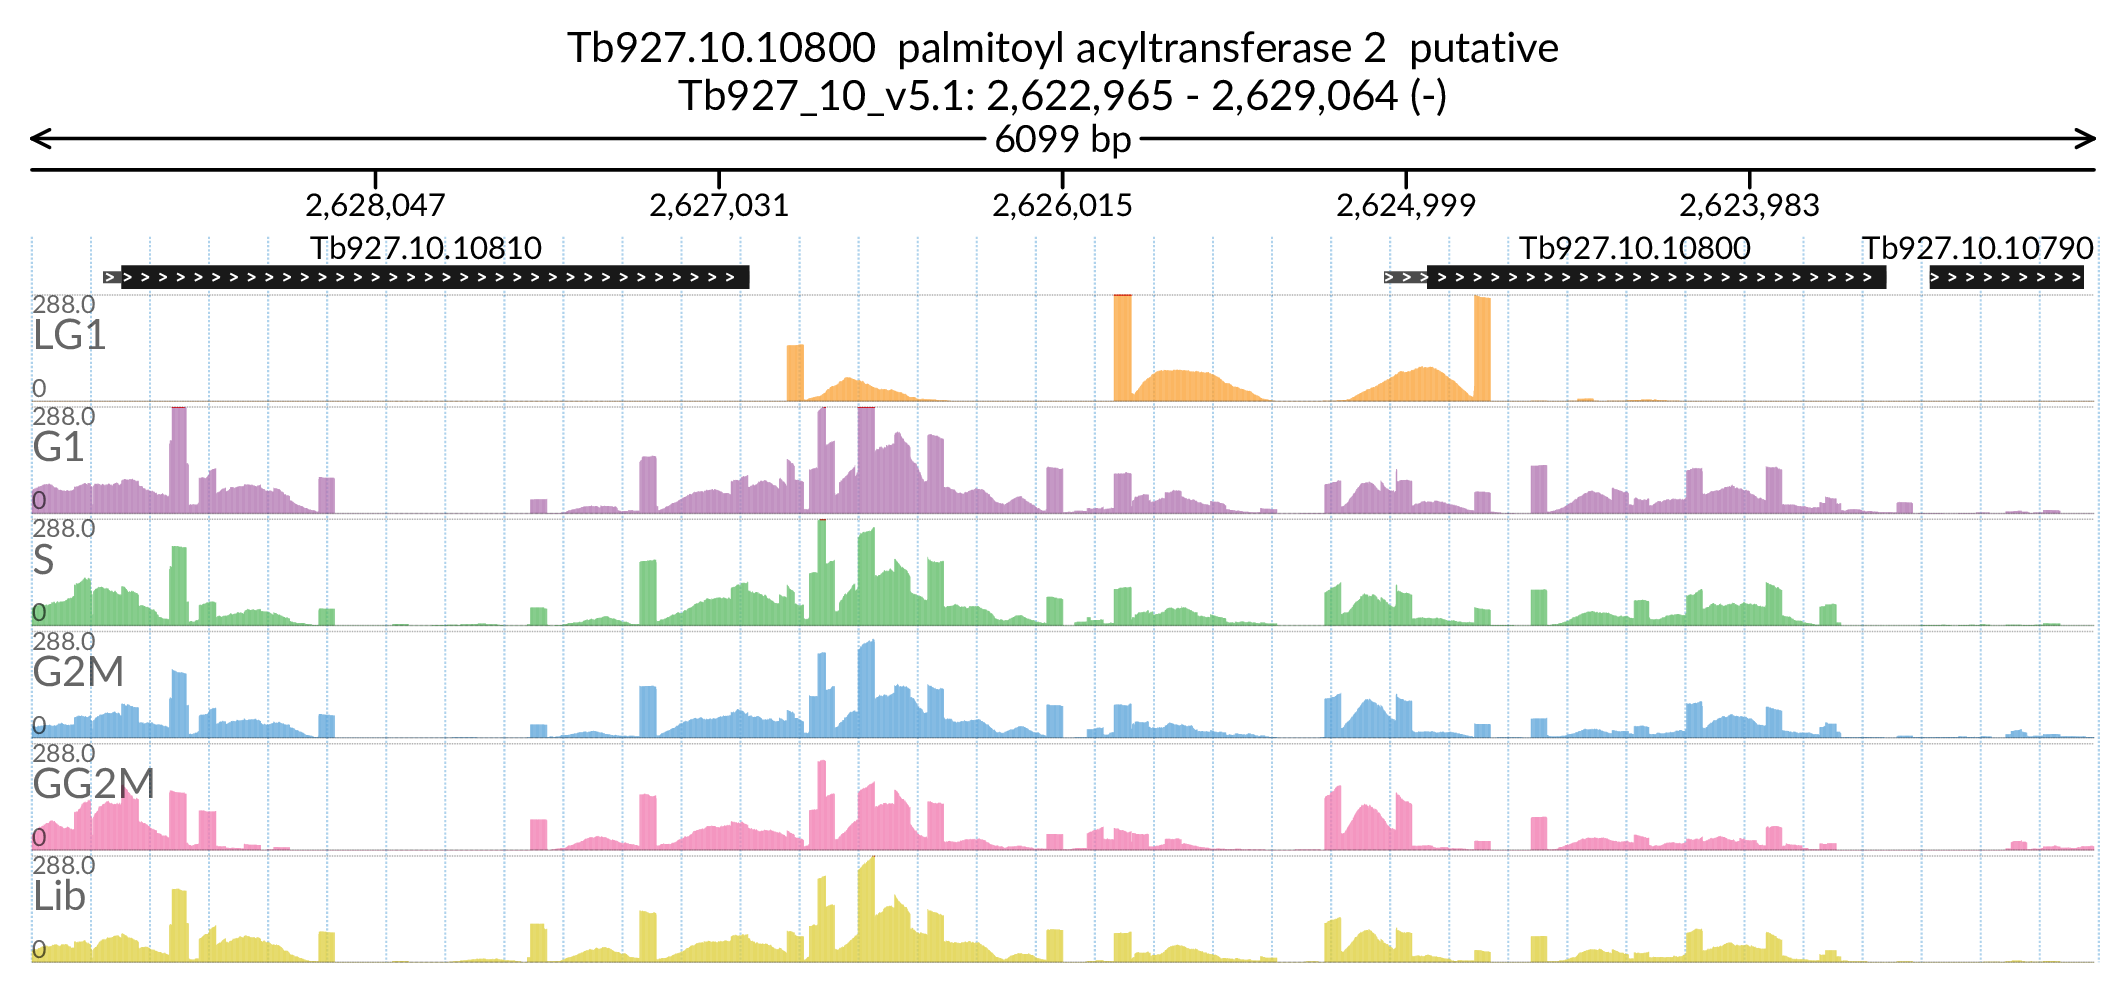 Tb927.10.10800 palmitoyl acyltransferase 2 putative
Tb927_10_v5.1: 2,622,965 - 2,629,064 (-)
6099 bp
2,628,047 2,627,031 2,626,015 2,624,999 2,623,983
Tb927.10.10810 Tb927.10.10800 Tb927.10.10790
288.0
LG1
0
288.0
G1
0
288.0
S
0
288.0
G2M
0
288.0
GG2M
0
288.0
Lib
0